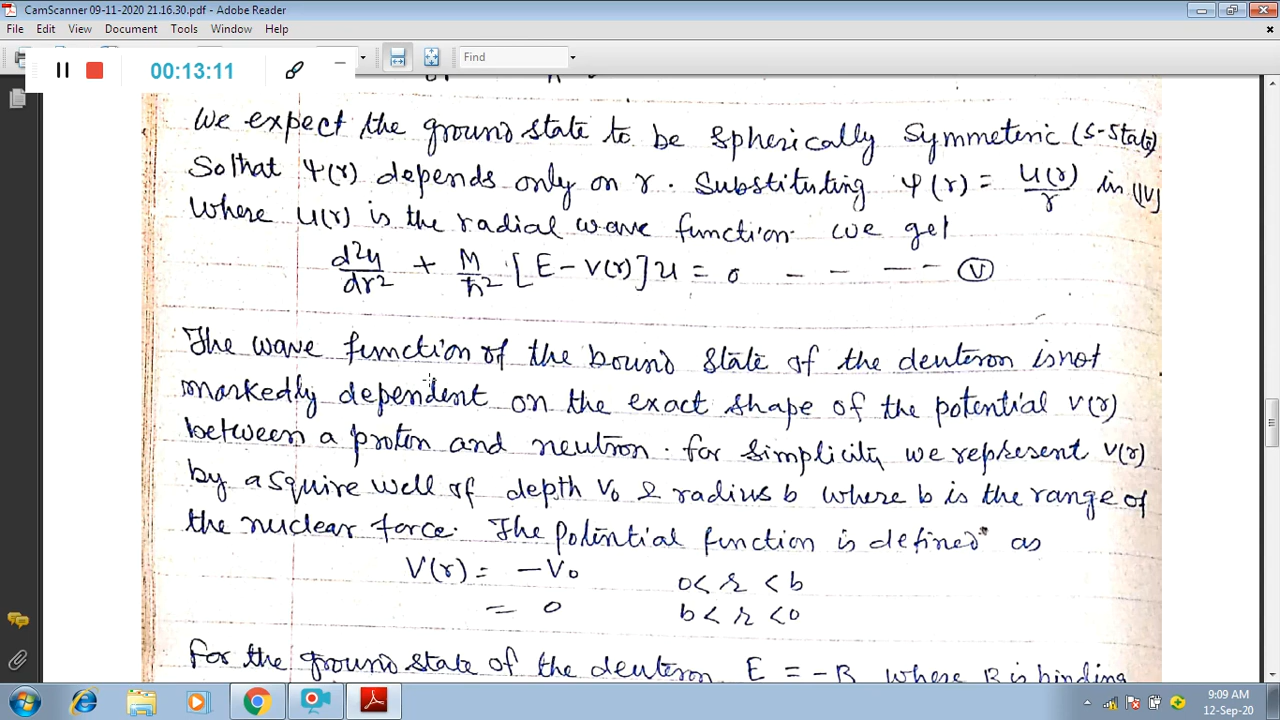 CamScanner 09-11-2020 21.16.30.pdf - Adobe Reader
File Edit View Document Tools Window Help
00:13:11
Find
We expect the ground state to be spherically symmeteric (S-State)
So that ψ(r) depends only on r. Substituting ψ(r) = u(r)/r in (IV)
Where u(r) is the radial wave function we get
d²u/dr² + M/ħ² [E - V(r)] u = 0 - - - - (V)
The wave function of the bound state of the deuteron is not
markedly dependent on the exact shape of the potential V(r)
between a proton and neutron. For simplicity we represent V(r)
by a squire well of depth V₀ & radius b where b is the range of
the nuclear force. The potential function is defined as
V(r) = -V₀ 0 < r < b
= 0 b < r < 0
For the ground state of the deuteron E = -B where B is binding
9:09 AM
12-Sep-20